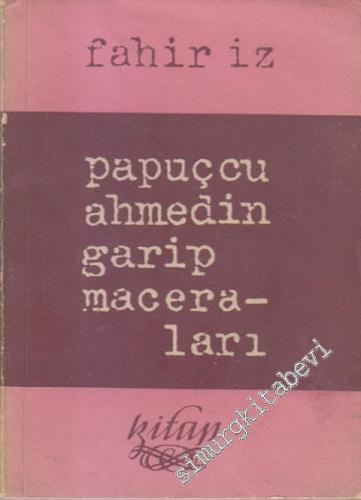 fahir iz
papuçcu
ahmedin
garip
macera-
ları
kitap
simurgkitabevi